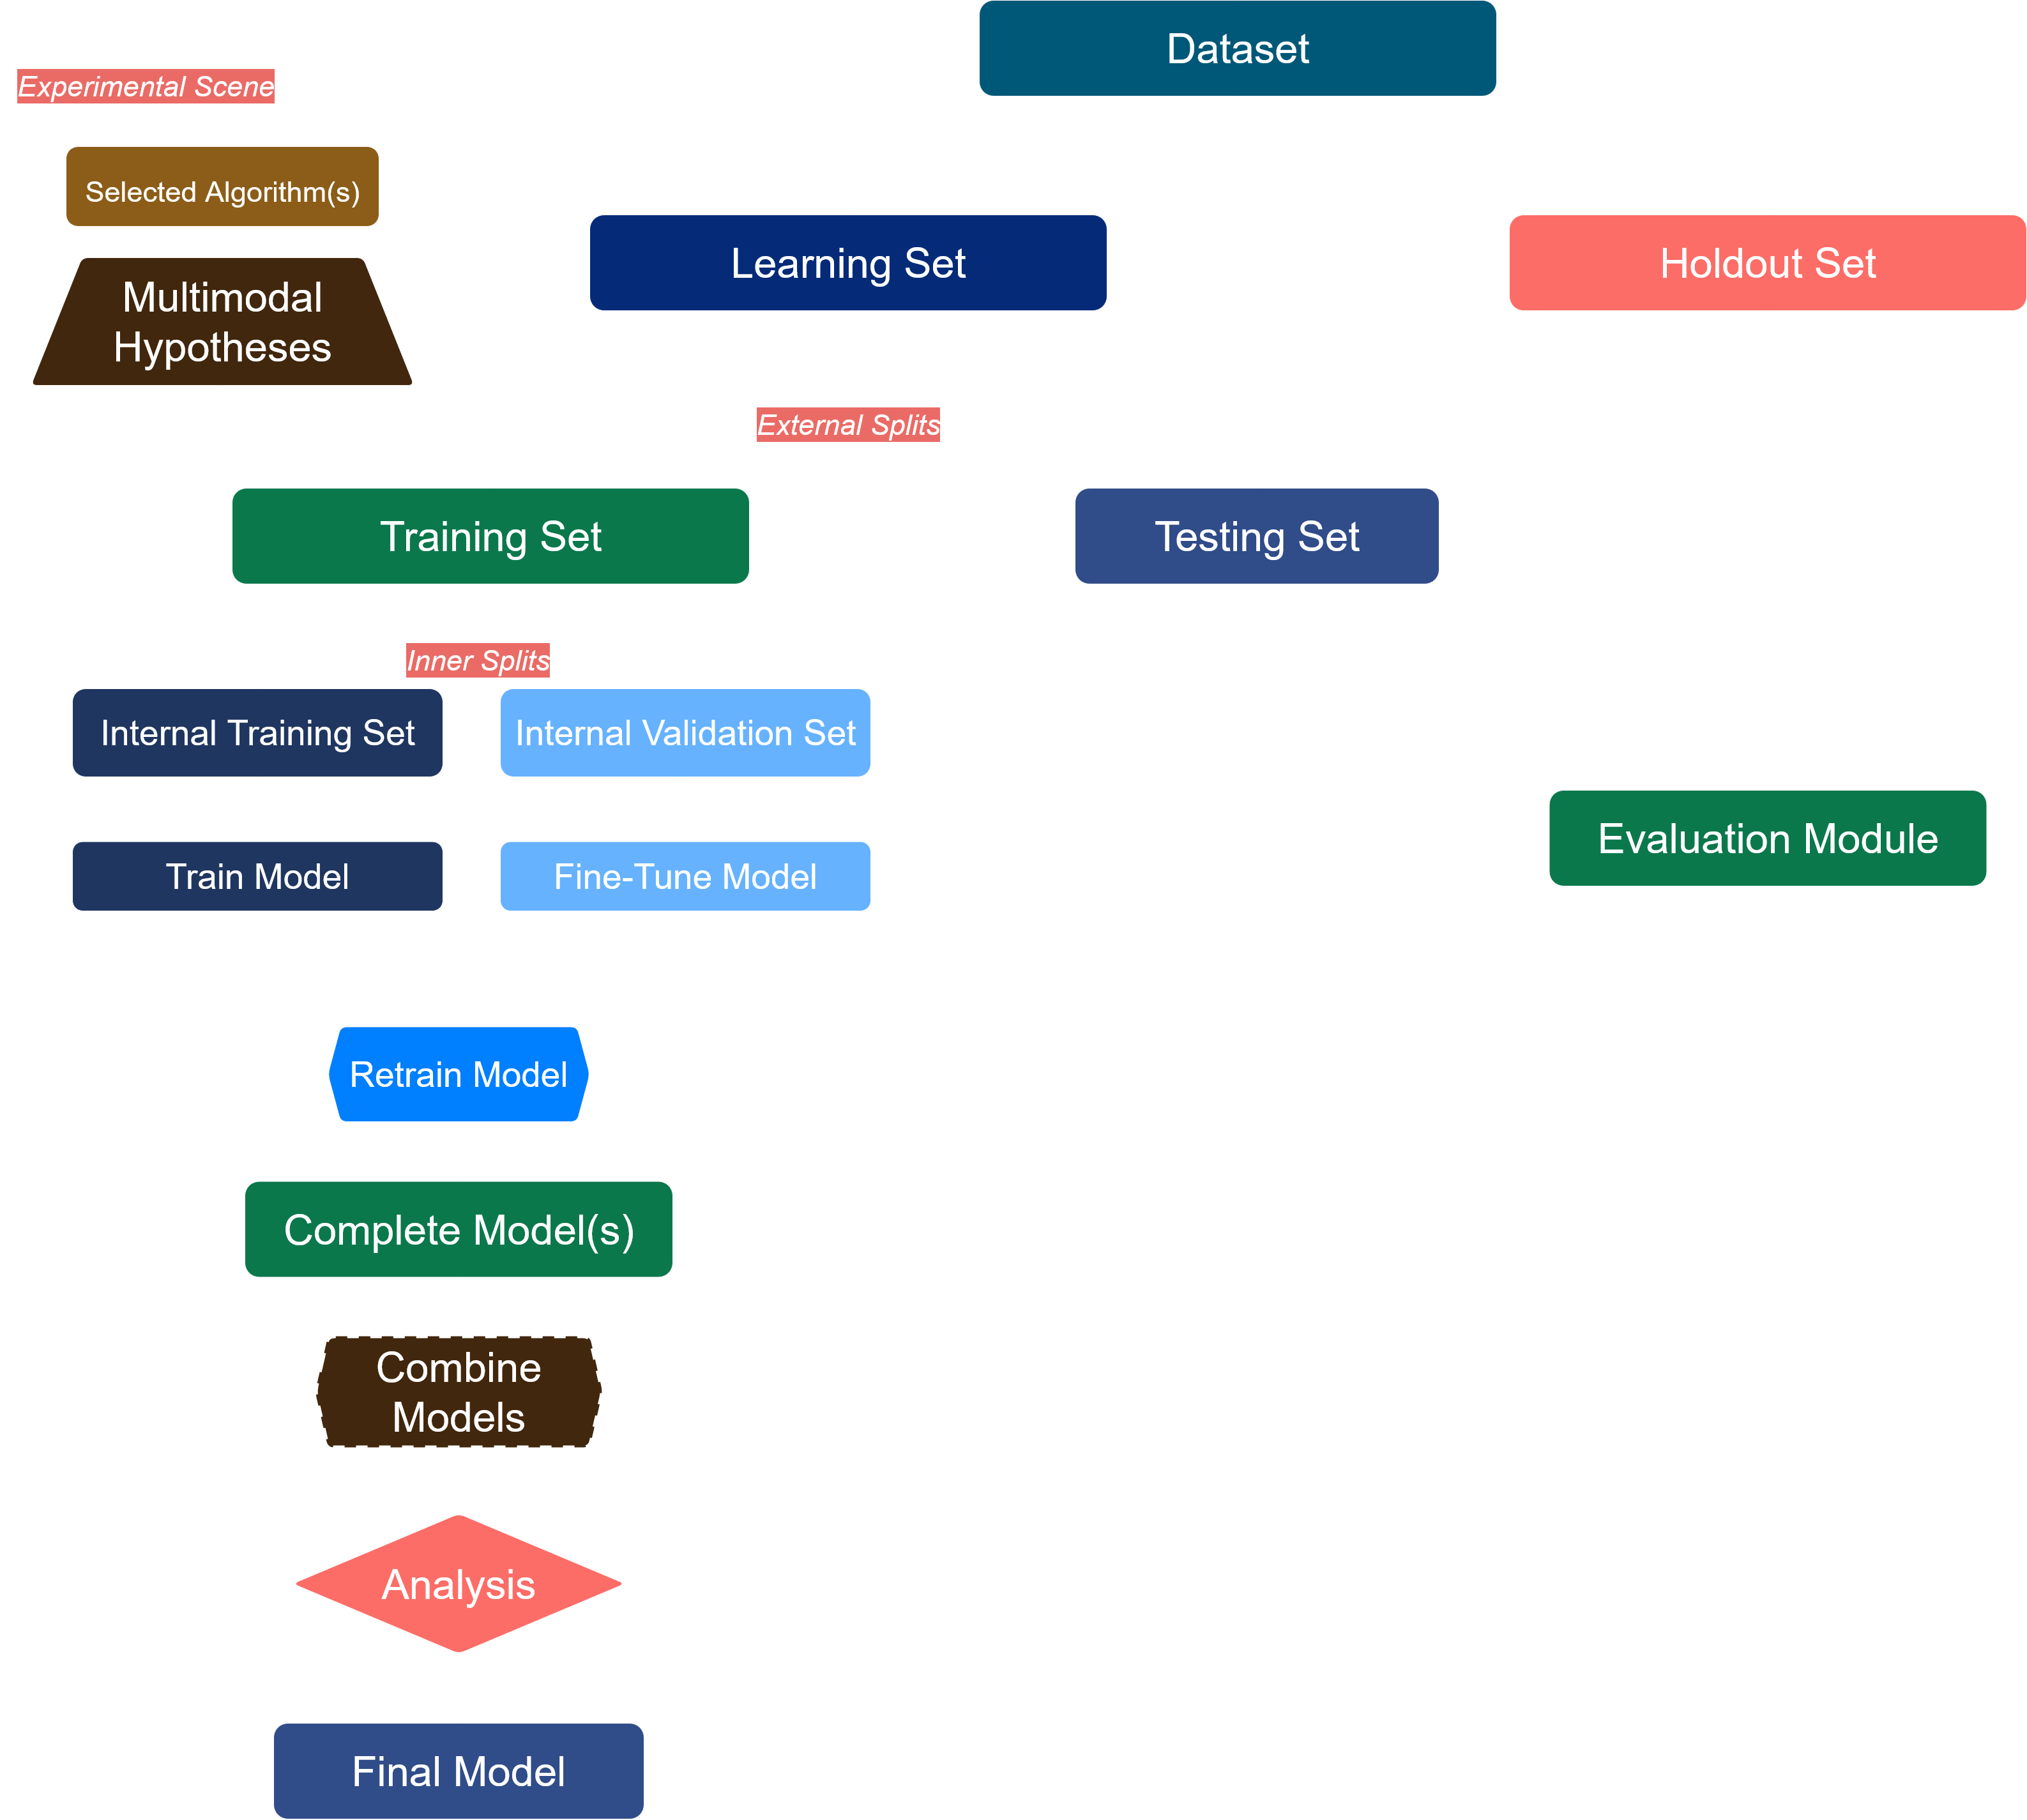 Dataset
Experimental Scene
Selected Algorithm(s)
Learning Set
Holdout Set
Multimodal
Hypotheses
External Splits
Training Set
Testing Set
Inner Splits
Internal Training Set
Internal Validation Set
Evaluation Module
Train Model
Fine-Tune Model
Retrain Model
Complete Model(s)
Combine
Models
Analysis
Final Model